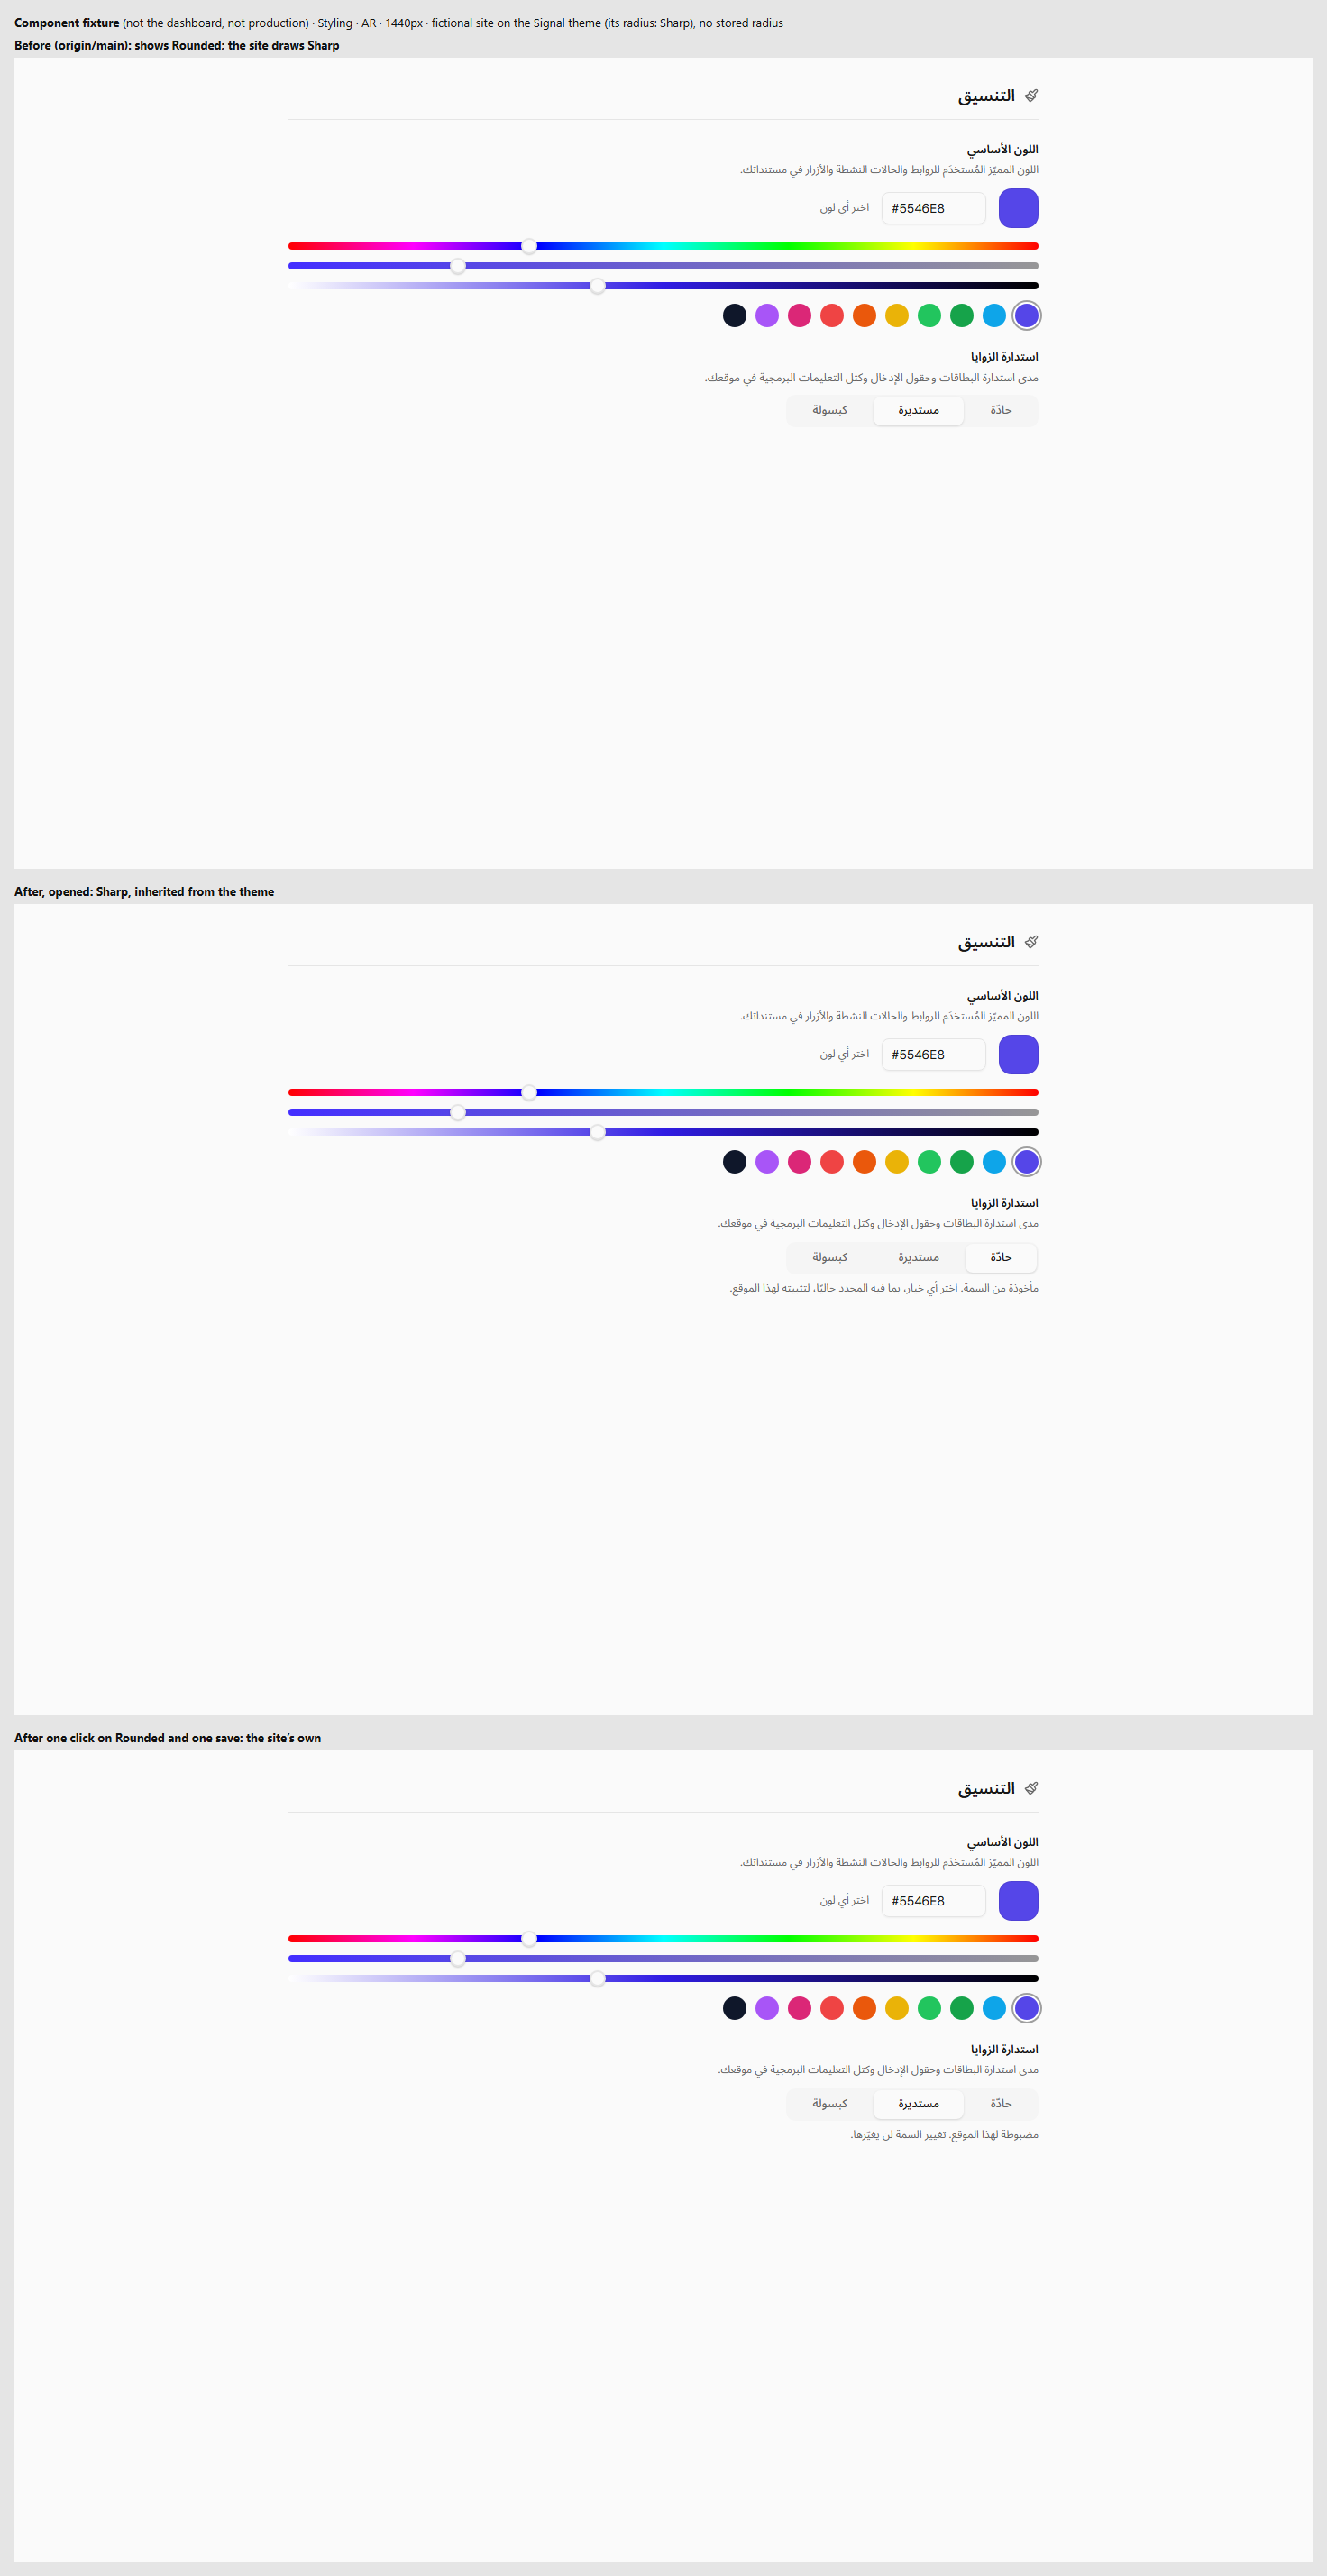 Component fixture (not the dashboard, not production) · Styling · AR · 1440px · fictional site on the Signal theme (its radius: Sharp), no stored radius
Before (origin/main): shows Rounded; the site draws Sharp
التنسيق
اللون الأساسي
اللون المميّز المُستخدَم للروابط والحالات النشطة والأزرار في مستنداتك.
#5546E8 اختر أي لون
استدارة الزوايا
مدى استدارة البطاقات وحقول الإدخال وكتل التعليمات البرمجية في موقعك.
حادّة مستديرة كبسولة
After, opened: Sharp, inherited from the theme
التنسيق
اللون الأساسي
اللون المميّز المُستخدَم للروابط والحالات النشطة والأزرار في مستنداتك.
#5546E8 اختر أي لون
استدارة الزوايا
مدى استدارة البطاقات وحقول الإدخال وكتل التعليمات البرمجية في موقعك.
حادّة مستديرة كبسولة
مأخوذة من السمة. اختر أي خيار، بما فيه المحدد حاليًا، لتثبيته لهذا الموقع.
After one click on Rounded and one save: the site’s own
التنسيق
اللون الأساسي
اللون المميّز المُستخدَم للروابط والحالات النشطة والأزرار في مستنداتك.
#5546E8 اختر أي لون
استدارة الزوايا
مدى استدارة البطاقات وحقول الإدخال وكتل التعليمات البرمجية في موقعك.
حادّة مستديرة كبسولة
مضبوطة لهذا الموقع. تغيير السمة لن يغيّرها.